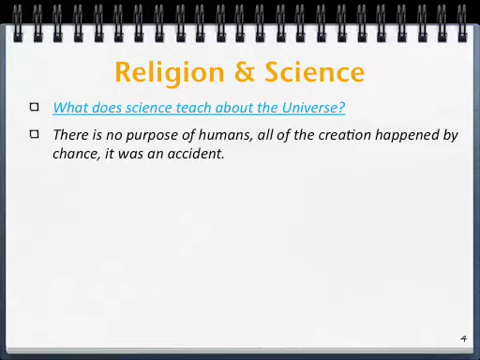 Religion & Science
What does science teach about the Universe?
There is no purpose of humans, all of the creation happened by
chance, it was an accident.
4